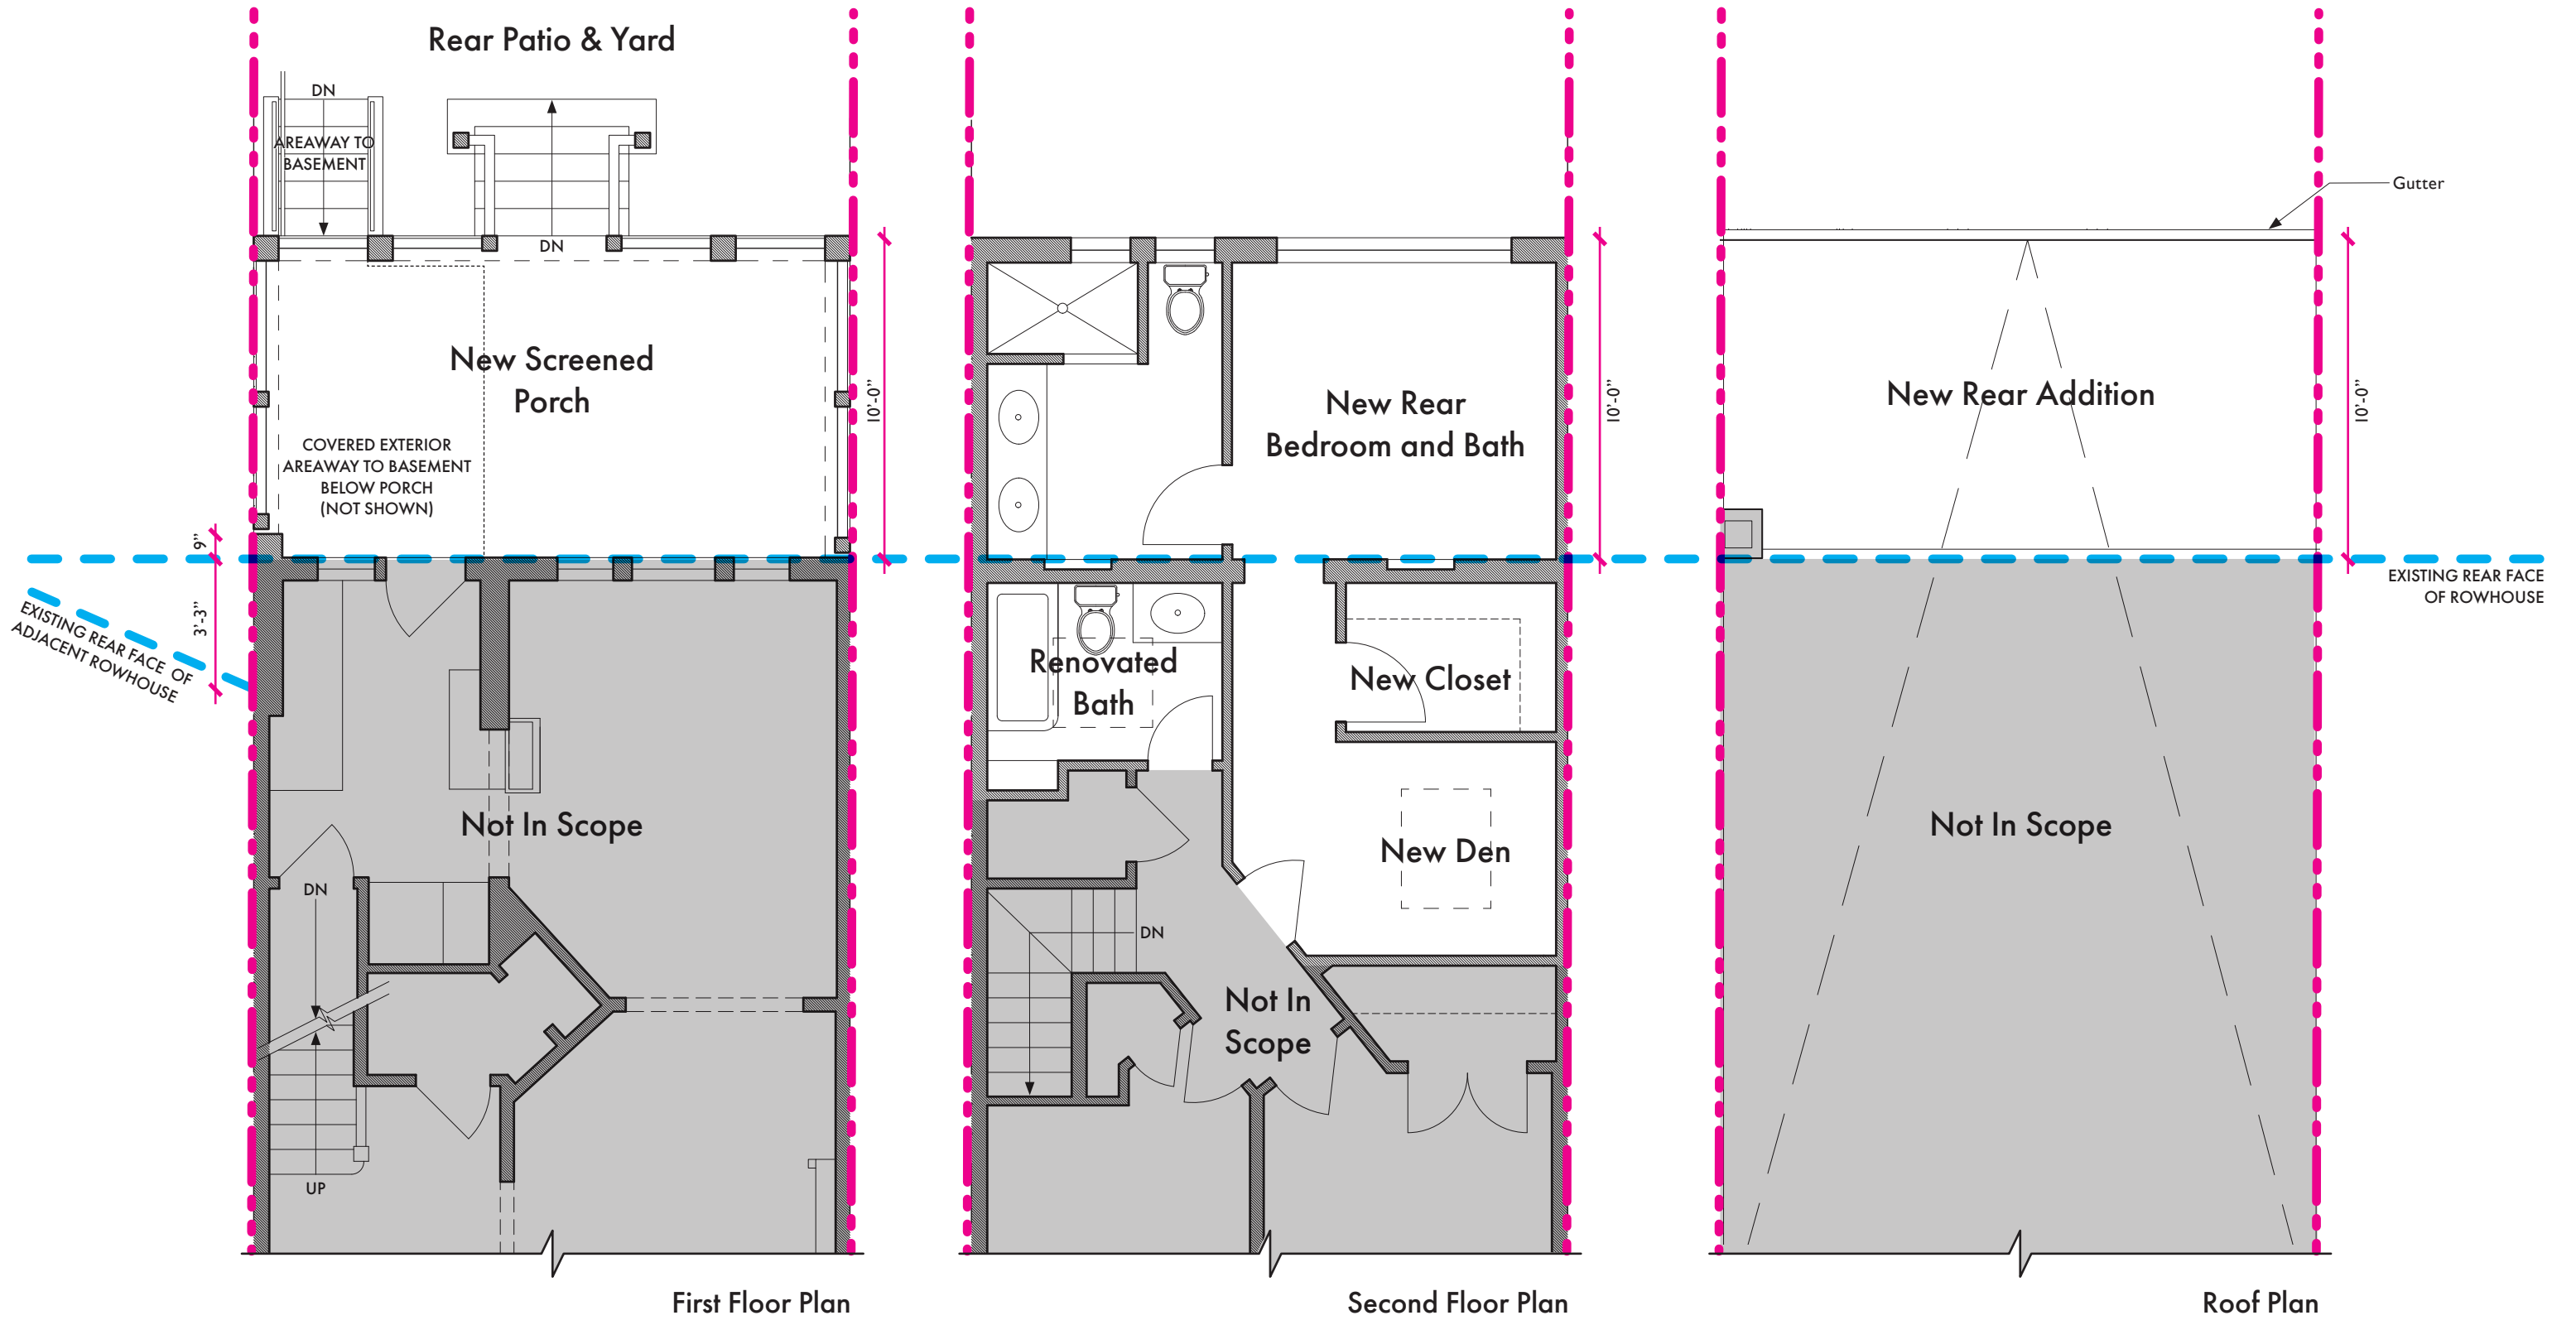 Rear Patio & Yard
DN
AREAWAY TO
BASEMENT
DN
New Screened
Porch
COVERED EXTERIOR
AREAWAY TO BASEMENT
BELOW PORCH
(NOT SHOWN)
10'-0"
9"
3'-3"
EXISTING REAR FACE OF
ADJACENT ROWHOUSE
Not In Scope
DN
UP
First Floor Plan
New Rear
Bedroom and Bath
10'-0"
Renovated
Bath
New Closet
New Den
DN
Not In
Scope
Second Floor Plan
Gutter
New Rear Addition
10'-0"
EXISTING REAR FACE
OF ROWHOUSE
Not In Scope
Roof Plan